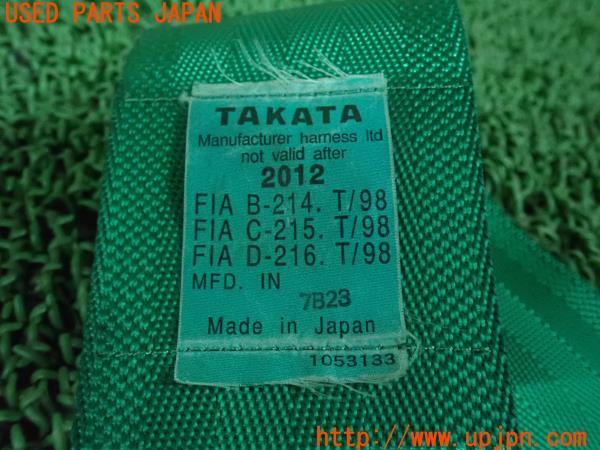 USED PARTS JAPAN
TAKATA
Manufacturer harness ltd
not valid after
2012
FIA B-214. T/98
FIA C-215. T/98
FIA D-216. T/98
MFD. IN
7B23
Made in Japan
1053133
http://www.upjpn.com